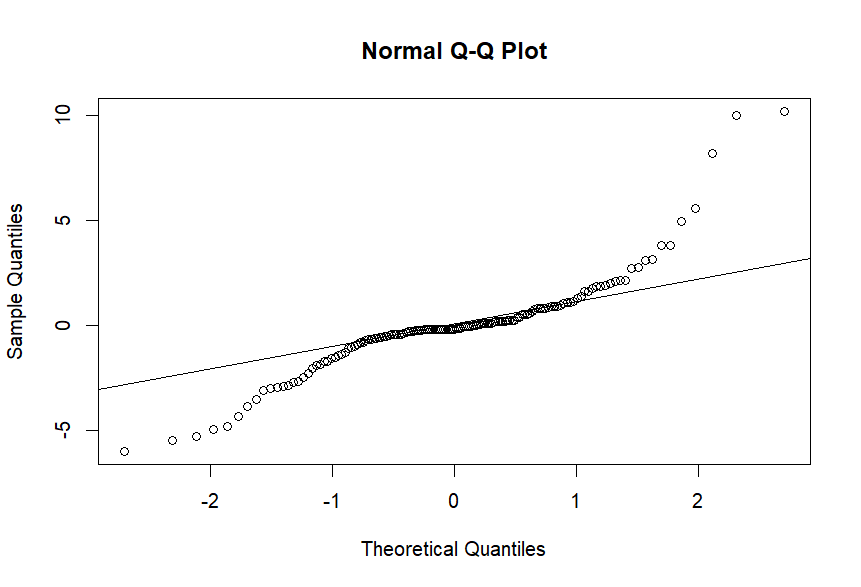 Normal Q-Q Plot
10
5
0
-5
Sample Quantiles
-2 -1 0 1 2
Theoretical Quantiles